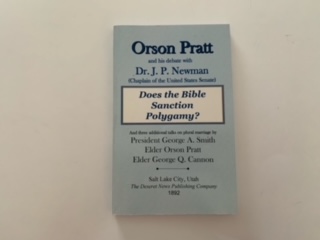 Orson Pratt
and his debate with
Dr. J. P. Newman
(Chaplain of the United States Senate)
Does the Bible
Sanction
Polygamy?
And three additional talks on plural marriage by
President George A. Smith
Elder Orson Pratt
Elder George Q. Cannon
Salt Lake City, Utah
The Deseret News Publishing Company
1892